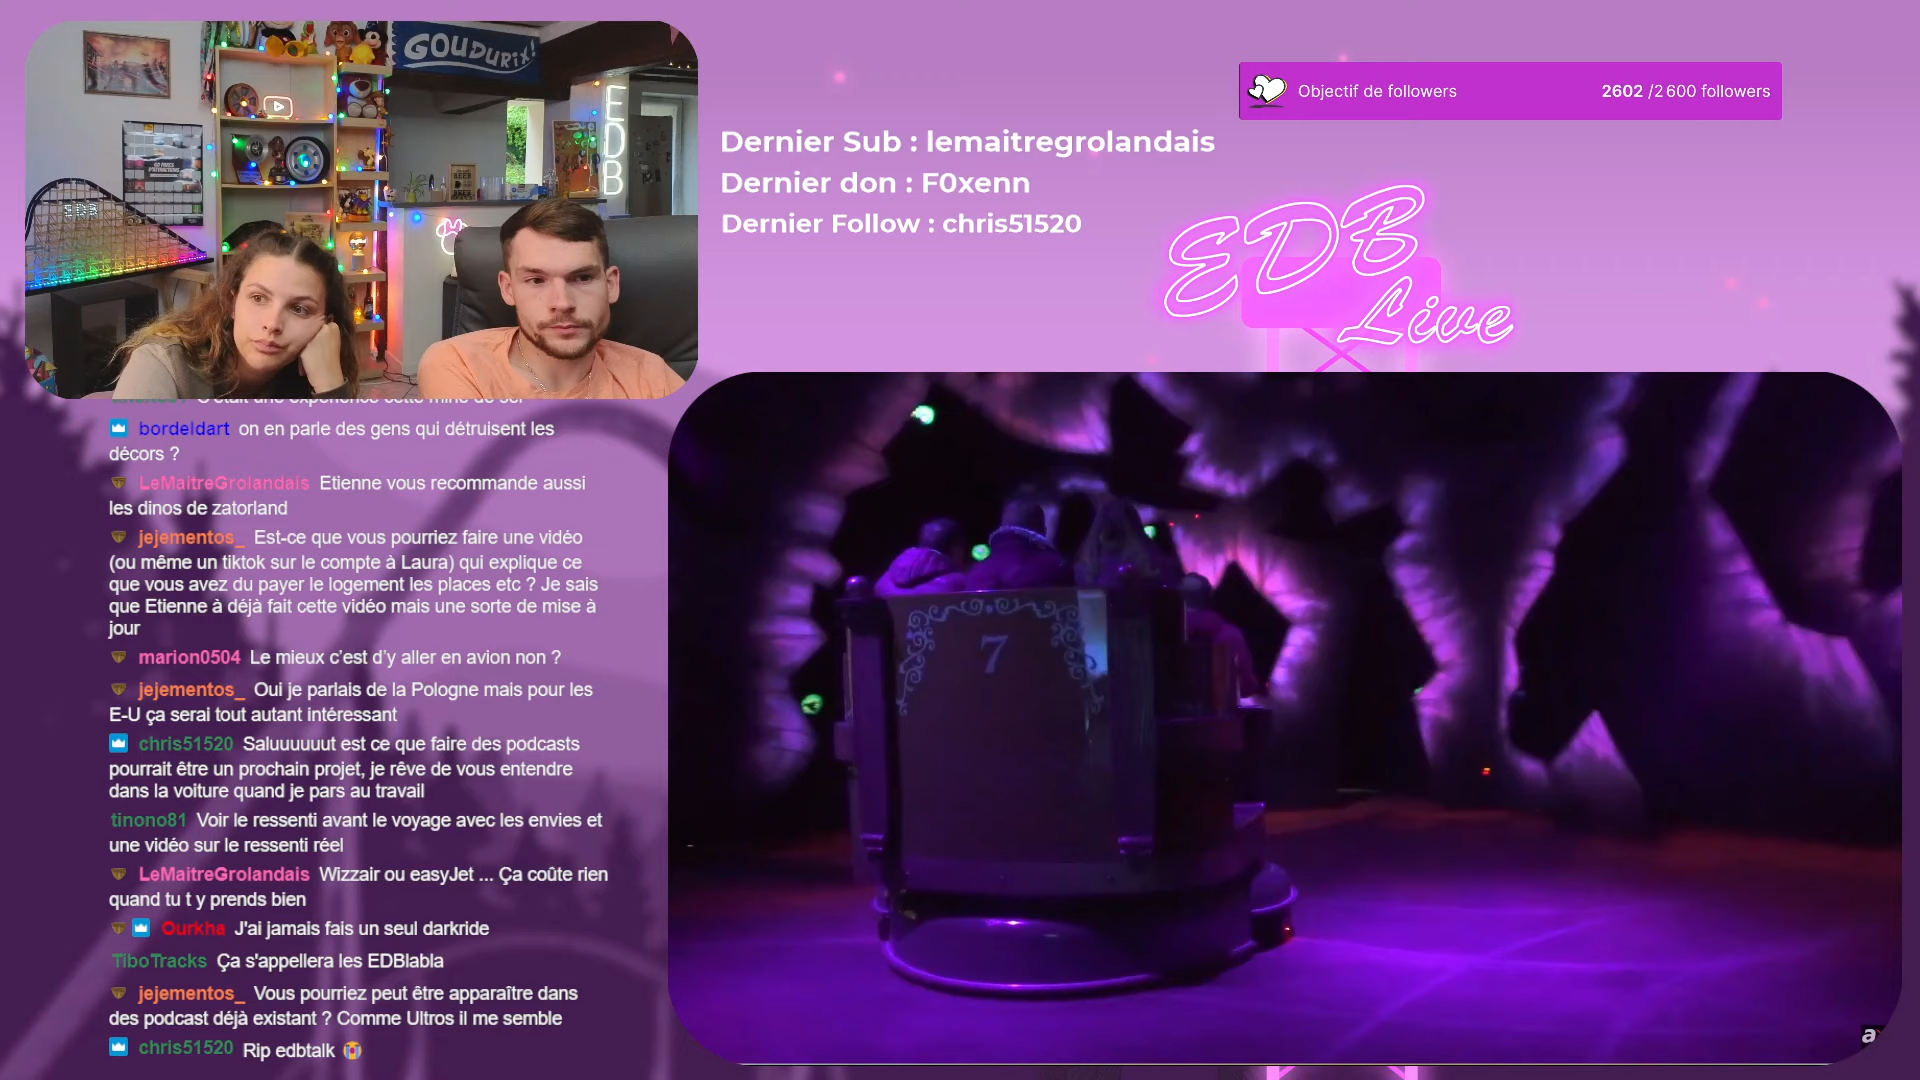 GOUDURIX!
EDB
EDB
Objectif de followers 2602 /2 600 followers
Dernier Sub : lemaitregrolandais
Dernier don : F0xenn
Dernier Follow : chris51520
EDB
Live
bordeldart on en parle des gens qui détruisent les
décors ?
LeMaitreGrolandais Etienne vous recommande aussi
les dinos de zatorland
jejementos_ Est-ce que vous pourriez faire une vidéo
(ou même un tiktok sur le compte à Laura) qui explique ce
que vous avez du payer le logement les places etc ? Je sais
que Etienne à déjà fait cette vidéo mais une sorte de mise à
jour
marion0504 Le mieux c'est d'y aller en avion non ?
jejementos_ Oui je parlais de la Pologne mais pour les
E-U ça serai tout autant intéressant
chris51520 Saluuuuuut est ce que faire des podcasts
pourrait être un prochain projet, je rêve de vous entendre
dans la voiture quand je pars au travail
tinono81 Voir le ressenti avant le voyage avec les envies et
une vidéo sur le ressenti réel
LeMaitreGrolandais Wizzair ou easyJet ... Ça coûte rien
quand tu t y prends bien
Ourkha J'ai jamais fais un seul darkride
TiboTracks Ça s'appellera les EDBlabla
jejementos_ Vous pourriez peut être apparaître dans
des podcast déjà existant ? Comme Ultros il me semble
chris51520 Rip edbtalk 😭
7